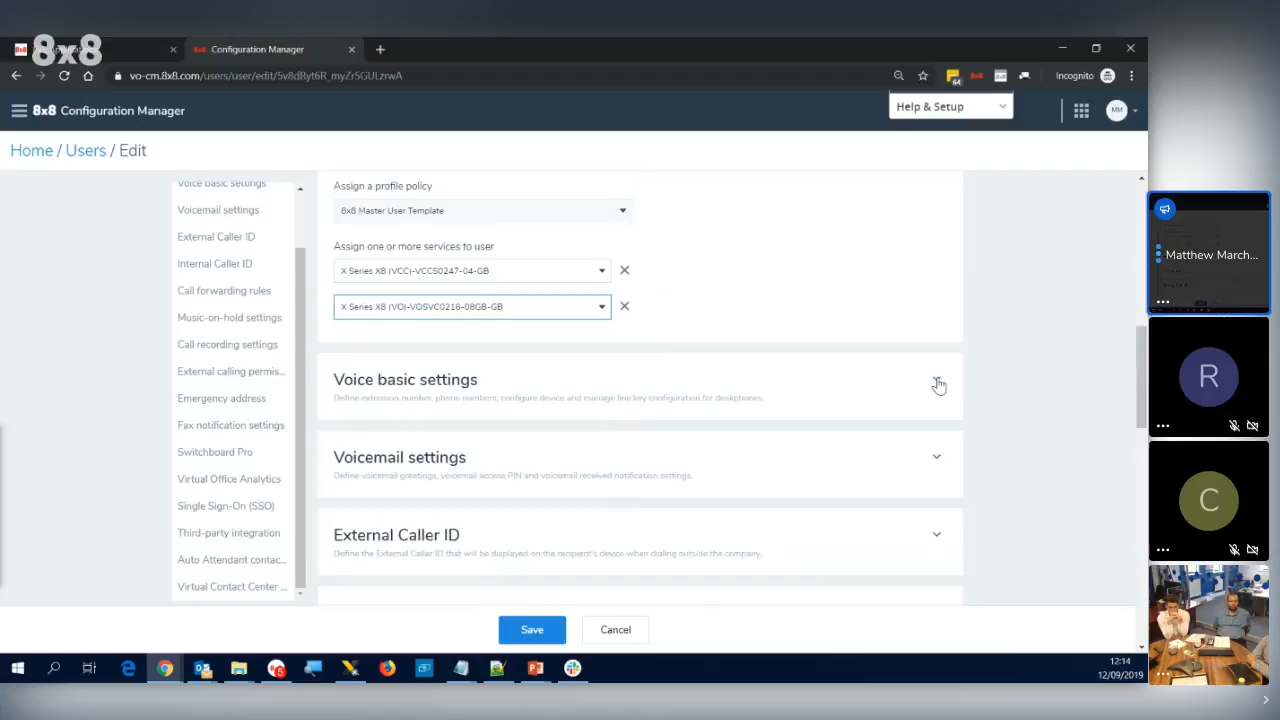 8x8
Configuration Manager
vo-cm.8x8.com/users/user/edit/5v8dRyt6R_myZr5GULzrwA
64
Incognito
8x8 Configuration Manager
Help & Setup
MM
Home / Users / Edit
Voice basic settings
Voicemail settings
External Caller ID
Internal Caller ID
Call forwarding rules
Music-on-hold settings
Call recording settings
External calling permis...
Emergency address
Fax notification settings
Switchboard Pro
Virtual Office Analytics
Single Sign-On (SSO)
Third-party integration
Auto Attendant contac...
Virtual Contact Center ...
Assign a profile policy
8x8 Master User Template
Assign one or more services to user
X Series X8 (VCC)-VCCS0247-04-GB
X Series X8 (VO)-VOSVC0216-08GB-GB
Voice basic settings
Define extension number, phone numbers, configure device and manage line key configuration for deskphones.
Voicemail settings
Define voicemail greetings, voicemail access PIN and voicemail received notification settings.
External Caller ID
Define the External Caller ID that will be displayed on the recipient's device when dialing outside the company.
Save
Cancel
12:14
12/09/2019
Matthew March...
R
C